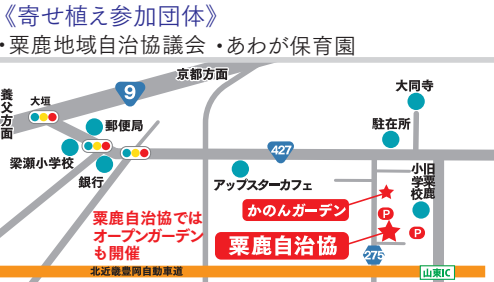 《寄せ植え参加団体》
・粟鹿地域自治協議会 ・あわが保育園
京都方面
養父方面
大垣
9
大同寺
郵便局
駐在所
427
梁瀬小学校
銀行
アップスターカフェ
旧粟鹿
小学校
かのんガーデン
P
粟鹿自治協では
オープンガーデン
も開催
粟鹿自治協
P
275
北近畿豊岡自動車道
山東IC